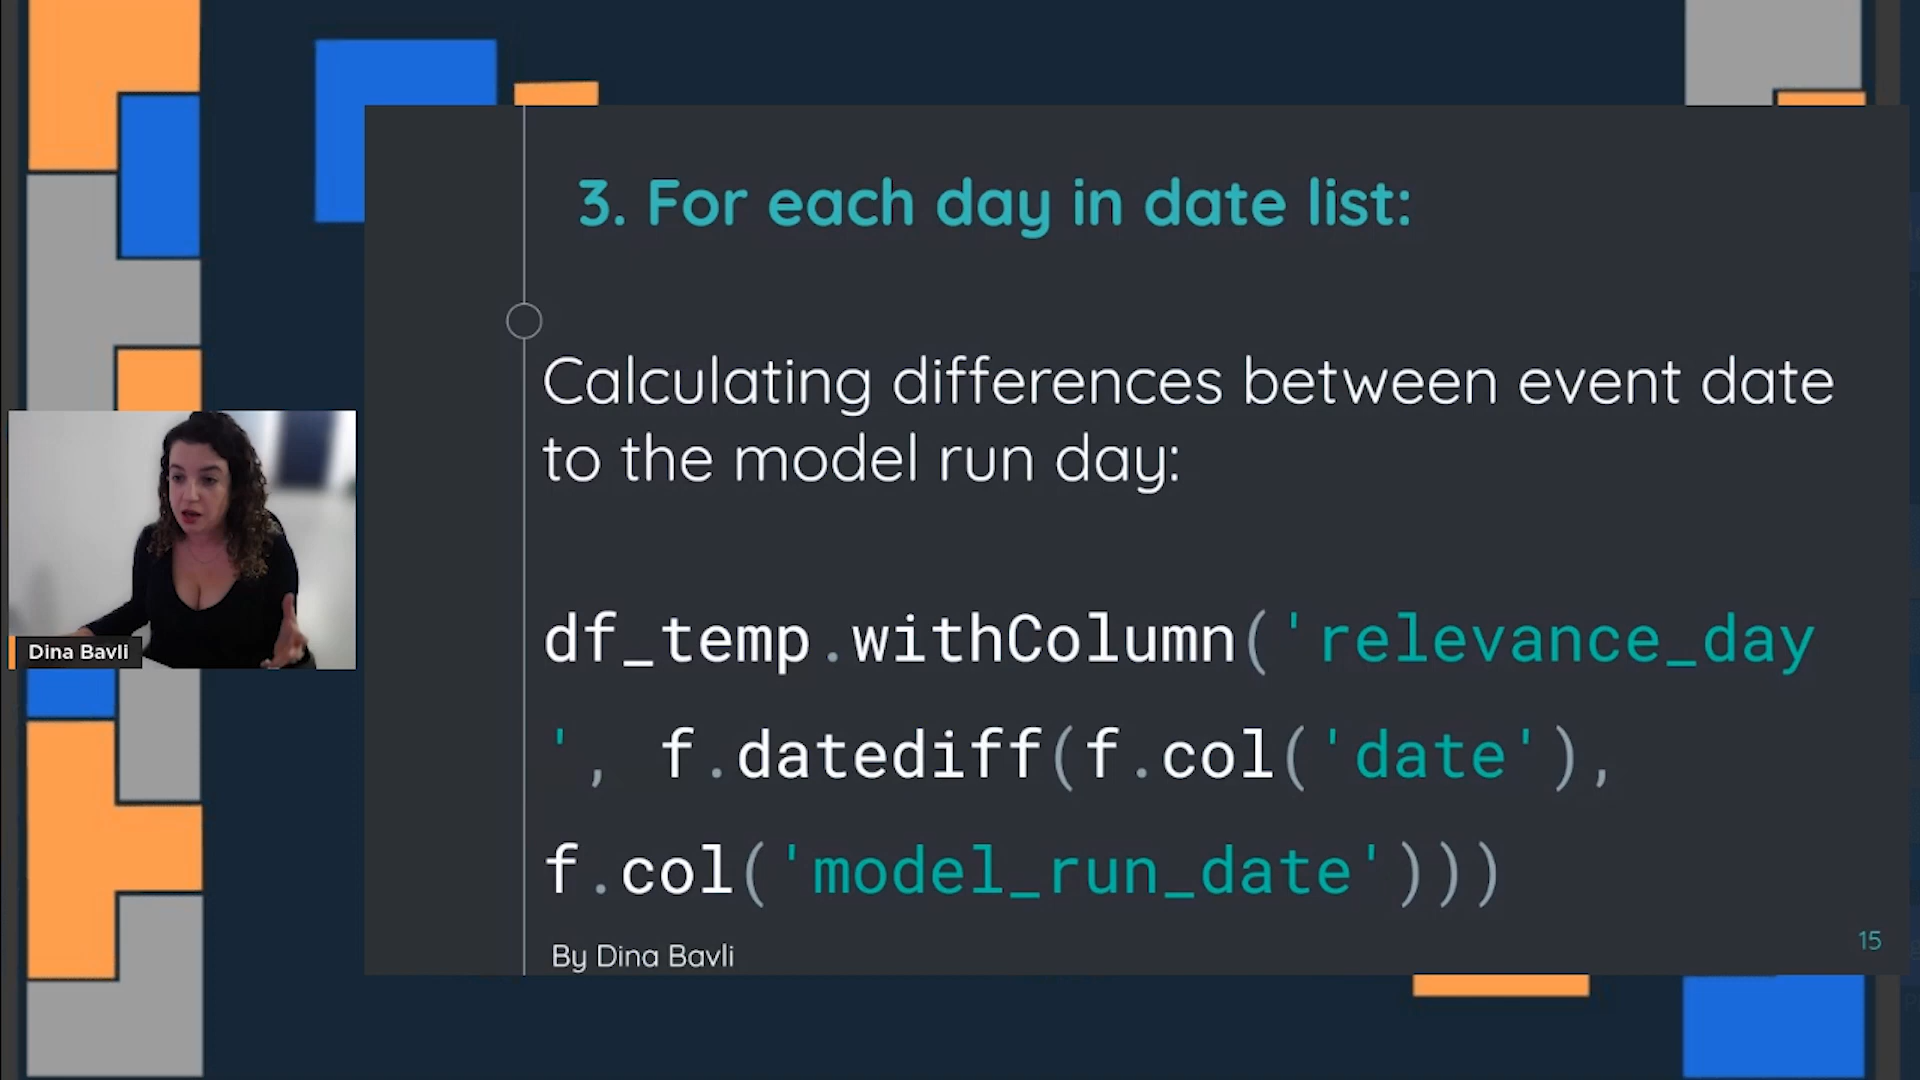 3. For each day in date list:
Calculating differences between event date
to the model run day:
df_temp.withColumn('relevance_day
', f.datediff(f.col('date'),
f.col('model_run_date')))
By Dina Bavli
15
Dina Bavli